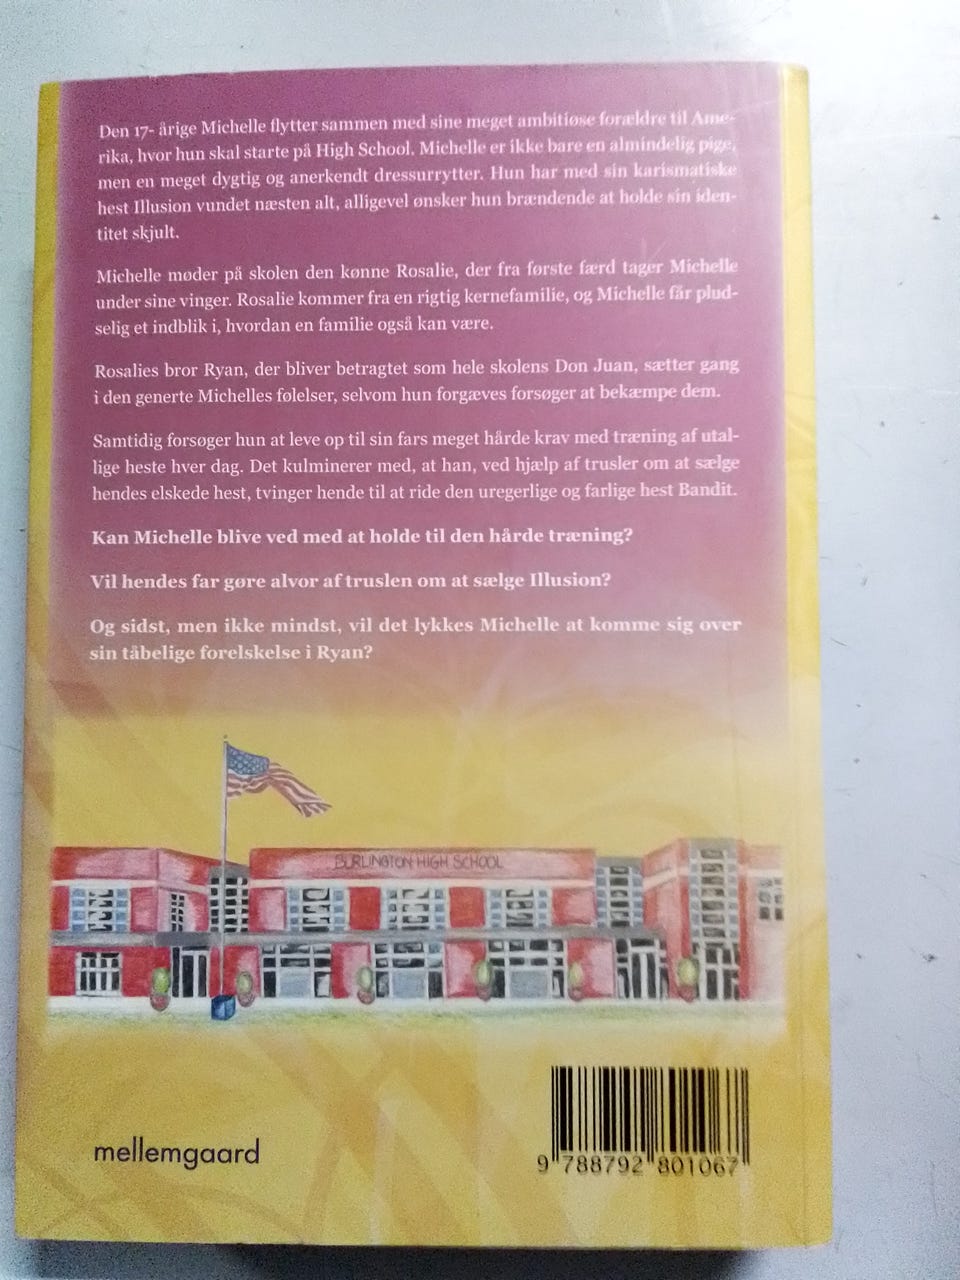 Den 17- årige Michelle flytter sammen med sine meget ambitiøse forældre til Ame-
rika, hvor hun skal starte på High School. Michelle er ikke bare en almindelig pige,
men en meget dygtig og anerkendt dressurrytter. Hun har med sin karismatiske
hest Illusion vundet næsten alt, alligevel ønsker hun brændende at holde sin iden-
titet skjult.
Michelle møder på skolen den kønne Rosalie, der fra første færd tager Michelle
under sine vinger. Rosalie kommer fra en rigtig kernefamilie, og Michelle får plud-
selig et indblik i, hvordan en familie også kan være.
Rosalies bror Ryan, der bliver betragtet som hele skolens Don Juan, sætter gang
i den generte Michelles følelser, selvom hun forgæves forsøger at bekæmpe dem.
Samtidig forsøger hun at leve op til sin fars meget hårde krav med træning af utal-
lige heste hver dag. Det kulminerer med, at han, ved hjælp af trusler om at sælge
hendes elskede hest, tvinger hende til at ride den uregerlige og farlige hest Bandit.
Kan Michelle blive ved med at holde til den hårde træning?
Vil hendes far gøre alvor af truslen om at sælge Illusion?
Og sidst, men ikke mindst, vil det lykkes Michelle at komme sig over
sin tåbelige forelskelse i Ryan?
BURLINGTON HIGH SCHOOL
mellemgaard
9 788792 801067